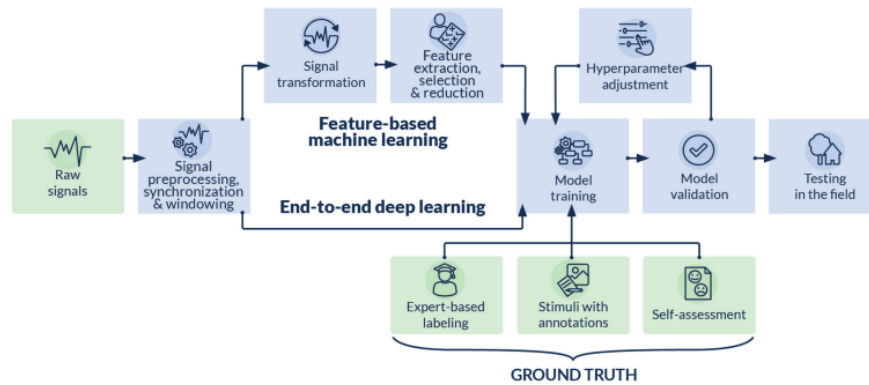 Signal
transformation
Feature
extraction,
selection
& reduction
Hyperparameter
adjustment
Feature-based
machine learning
Raw
signals
Signal
preprocessing,
synchronization
& windowing
Model
training
Model
validation
Testing
in the field
End-to-end deep learning
Expert-based
labeling
Stimuli with
annotations
Self-assessment
GROUND TRUTH